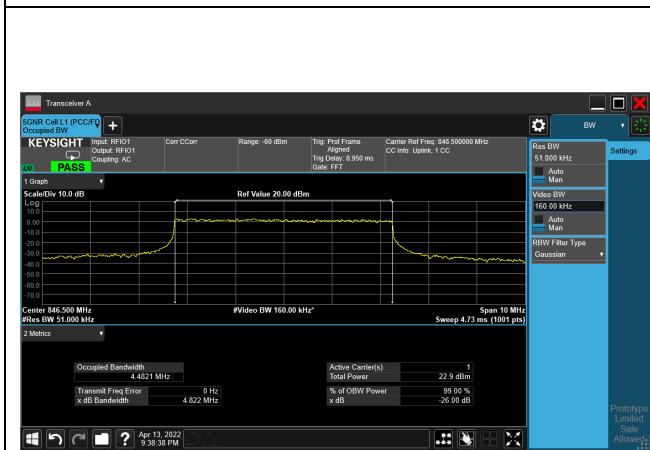 Transceiver A
5GNR Cell L1 (PCC/FD
Occupied BW
BW
KEYSIGHT
Input: RFIO1
Output: RFIO1
Coupling: AC
Corr CCorr
Range: -60 dBm
Trig: Prot Frame
Aligned
Trig Delay: 8.950 ms
Gate: FFT
Carrier Ref Freq: 846.500000 MHz
CC Info: Uplink, 1 CC
PASS
Res BW
51.000 kHz
Auto
Man
Settings
Video BW
160.00 kHz
Auto
Man
RBW Filter Type
Gaussian
1 Graph
Scale/Div 10.0 dB
Ref Value 20.00 dBm
Log
10.0
0.00
-10.0
-20.0
-30.0
-40.0
-50.0
-60.0
-70.0
Center 846.500 MHz
#Video BW 160.00 kHz*
Span 10 MHz
#Res BW 51.000 kHz
Sweep 4.73 ms (1001 pts)
2 Metrics
Occupied Bandwidth
4.4821 MHz
Active Carrier(s) 1
Total Power 22.9 dBm
Transmit Freq Error 0 Hz
x dB Bandwidth 4.822 MHz
% of OBW Power 99.00 %
x dB -26.00 dB
Prototype
Limited
Sale
Allowed
Apr 13, 2022
9:38:38 PM